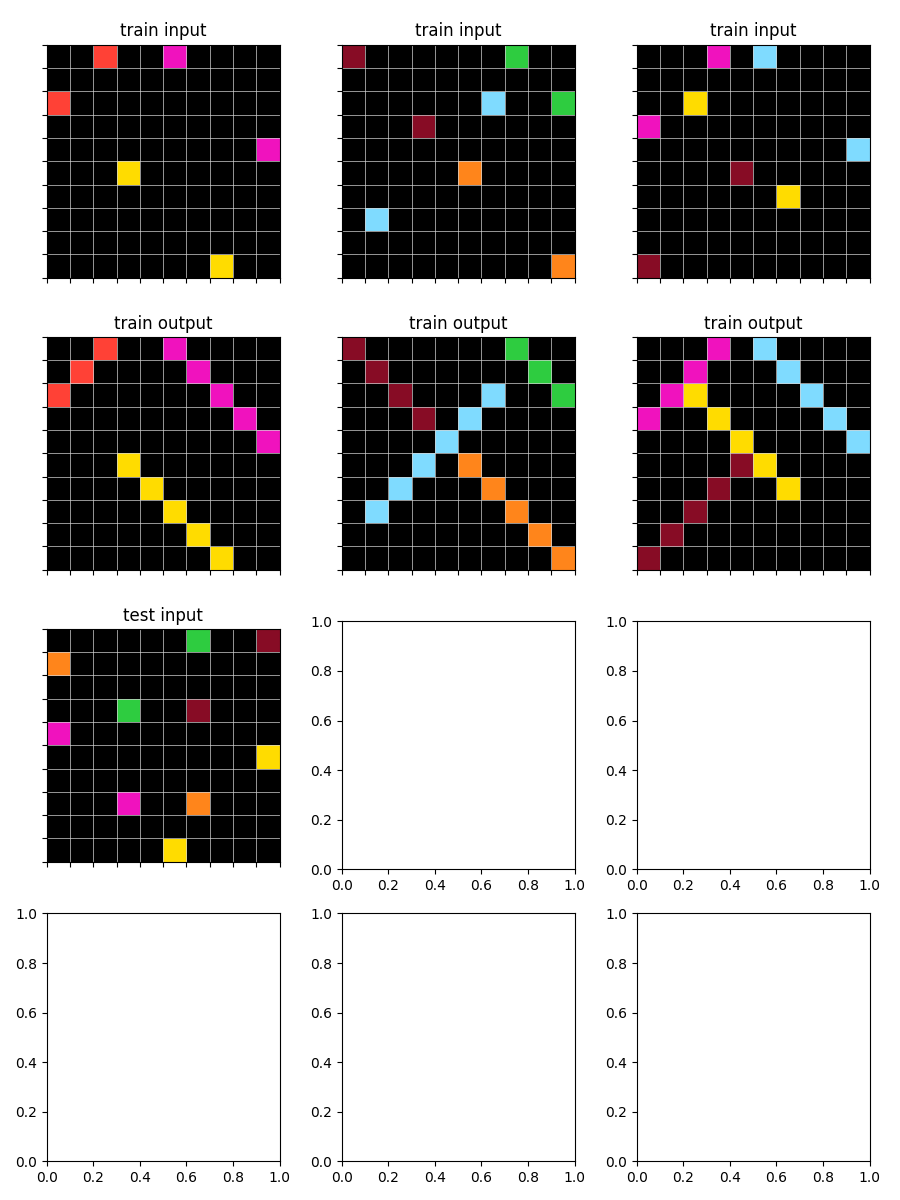 train input train input train input
train output train output train output
test input
1.0 1.0
0.8 0.8
0.6 0.6
0.4 0.4
0.2 0.2
0.0 0.0
0.0 0.2 0.4 0.6 0.8 1.0 0.0 0.2 0.4 0.6 0.8 1.0
1.0 1.0 1.0
0.8 0.8 0.8
0.6 0.6 0.6
0.4 0.4 0.4
0.2 0.2 0.2
0.0 0.0 0.0
0.0 0.2 0.4 0.6 0.8 1.0 0.0 0.2 0.4 0.6 0.8 1.0 0.0 0.2 0.4 0.6 0.8 1.0